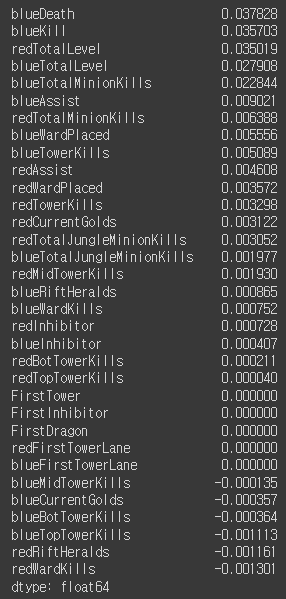 blueDeath 0.037828
blueKill 0.035703
redTotalLevel 0.035019
blueTotalLevel 0.027908
blueTotalMinionKills 0.022844
blueAssist 0.009021
redTotalMinionKills 0.006388
blueWardPlaced 0.005556
blueTowerKills 0.005089
redAssist 0.004608
redWardPlaced 0.003572
redTowerKills 0.003298
redCurrentGolds 0.003122
redTotalJungleMinionKills 0.003052
blueTotalJungleMinionKills 0.001977
redMidTowerKills 0.001930
blueRiftHeralds 0.000865
blueWardKills 0.000752
redInhibitor 0.000728
blueInhibitor 0.000407
redBotTowerKills 0.000211
redTopTowerKills 0.000040
FirstTower 0.000000
FirstInhibitor 0.000000
FirstDragon 0.000000
redFirstTowerLane 0.000000
blueFirstTowerLane 0.000000
blueMidTowerKills -0.000135
blueCurrentGolds -0.000357
blueBotTowerKills -0.000364
blueTopTowerKills -0.001113
redRiftHeralds -0.001161
redWardKills -0.001301
dtype: float64